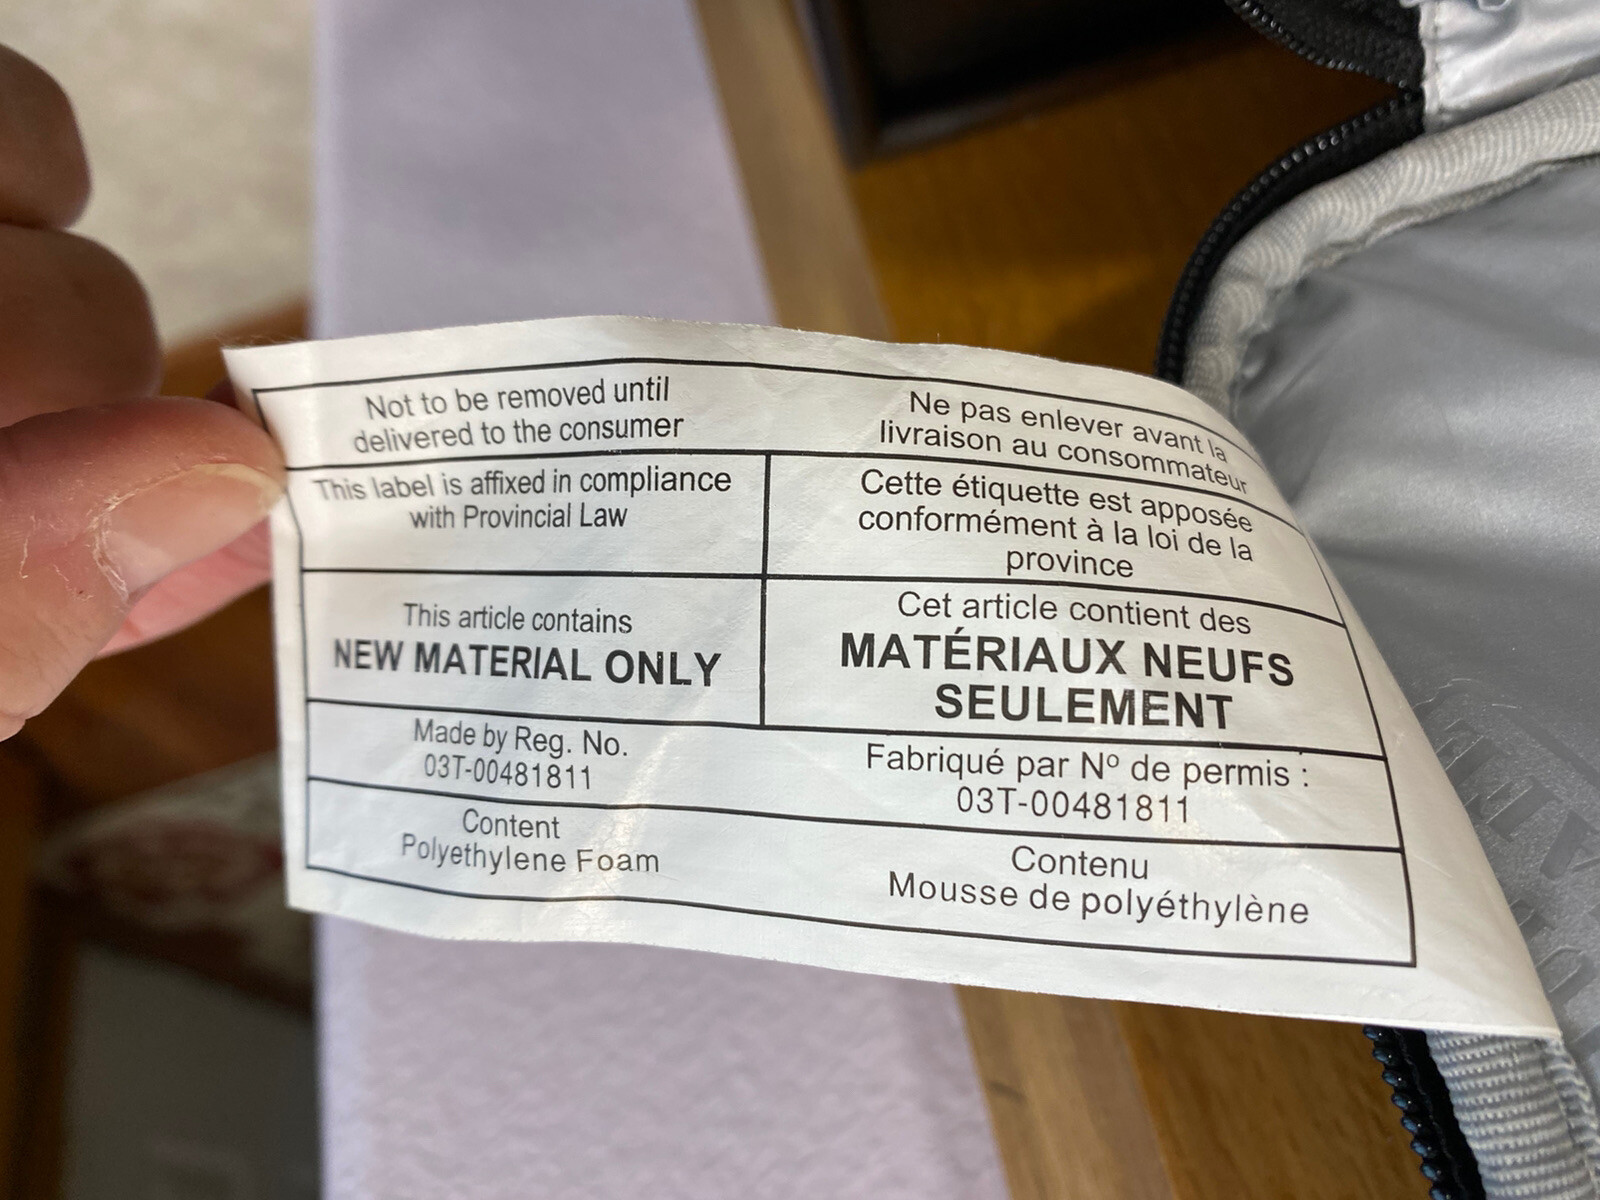 Not to be removed until
delivered to the consumer
Ne pas enlever avant la
livraison au consommateur
This label is affixed in compliance
with Provincial Law
Cette étiquette est apposée
conformément à la loi de la
province
This article contains
NEW MATERIAL ONLY
Cet article contient des
MATÉRIAUX NEUFS
SEULEMENT
Made by Reg. No.
03T-00481811
Fabriqué par Nº de permis :
03T-00481811
Content
Polyethylene Foam
Contenu
Mousse de polyéthylène